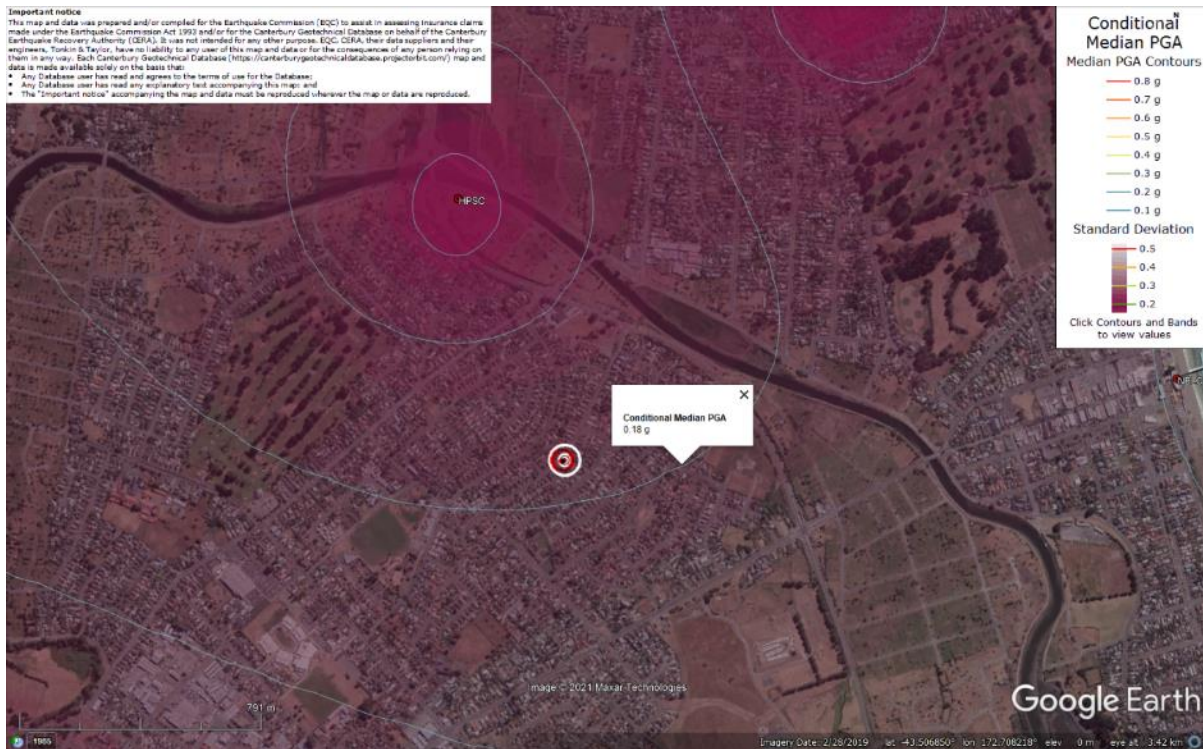 Important notice
This map and data was prepared and/or compiled for the Earthquake Commission (EQC) to assist in assessing insurance claims
made under the Earthquake Commission Act 1993 and/or for the Canterbury Geotechnical Database on behalf of the Canterbury
Earthquake Recovery Authority (CERA). It was not intended for any other purpose. EQC, CERA, their data suppliers and their
engineers, Tonkin & Taylor, have no liability to any user of this map and data or for the consequences of any person relying on
them in any way. Each Canterbury Geotechnical Database (https://canterburygeotechnicaldatabase.projectorbit.com/) map and
data is made available solely on the basis that:
• Any Database user has read and agrees to the terms of use for the Database;
• Any Database user has read any explanatory text accompanying this map; and
• The "Important notice" accompanying the map and data must be reproduced wherever the map or data are reproduced.
N
Conditional
Median PGA
Median PGA Contours
0.8 g
0.7 g
0.6 g
0.5 g
0.4 g
0.3 g
0.2 g
0.1 g
Standard Deviation
0.5
0.4
0.3
0.2
Click Contours and Bands
to view values
HPSC
Conditional Median PGA
0.18 g
Image © 2021 Maxar Technologies
Google Earth
791 m
1955
Imagery Date: 2/28/2019 lat -43.506850° lon 172.708218° elev 0 m eye alt 3.42 km